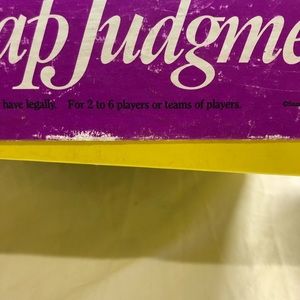 ap Judgme
have legally. For 2 to 6 players or teams of players.